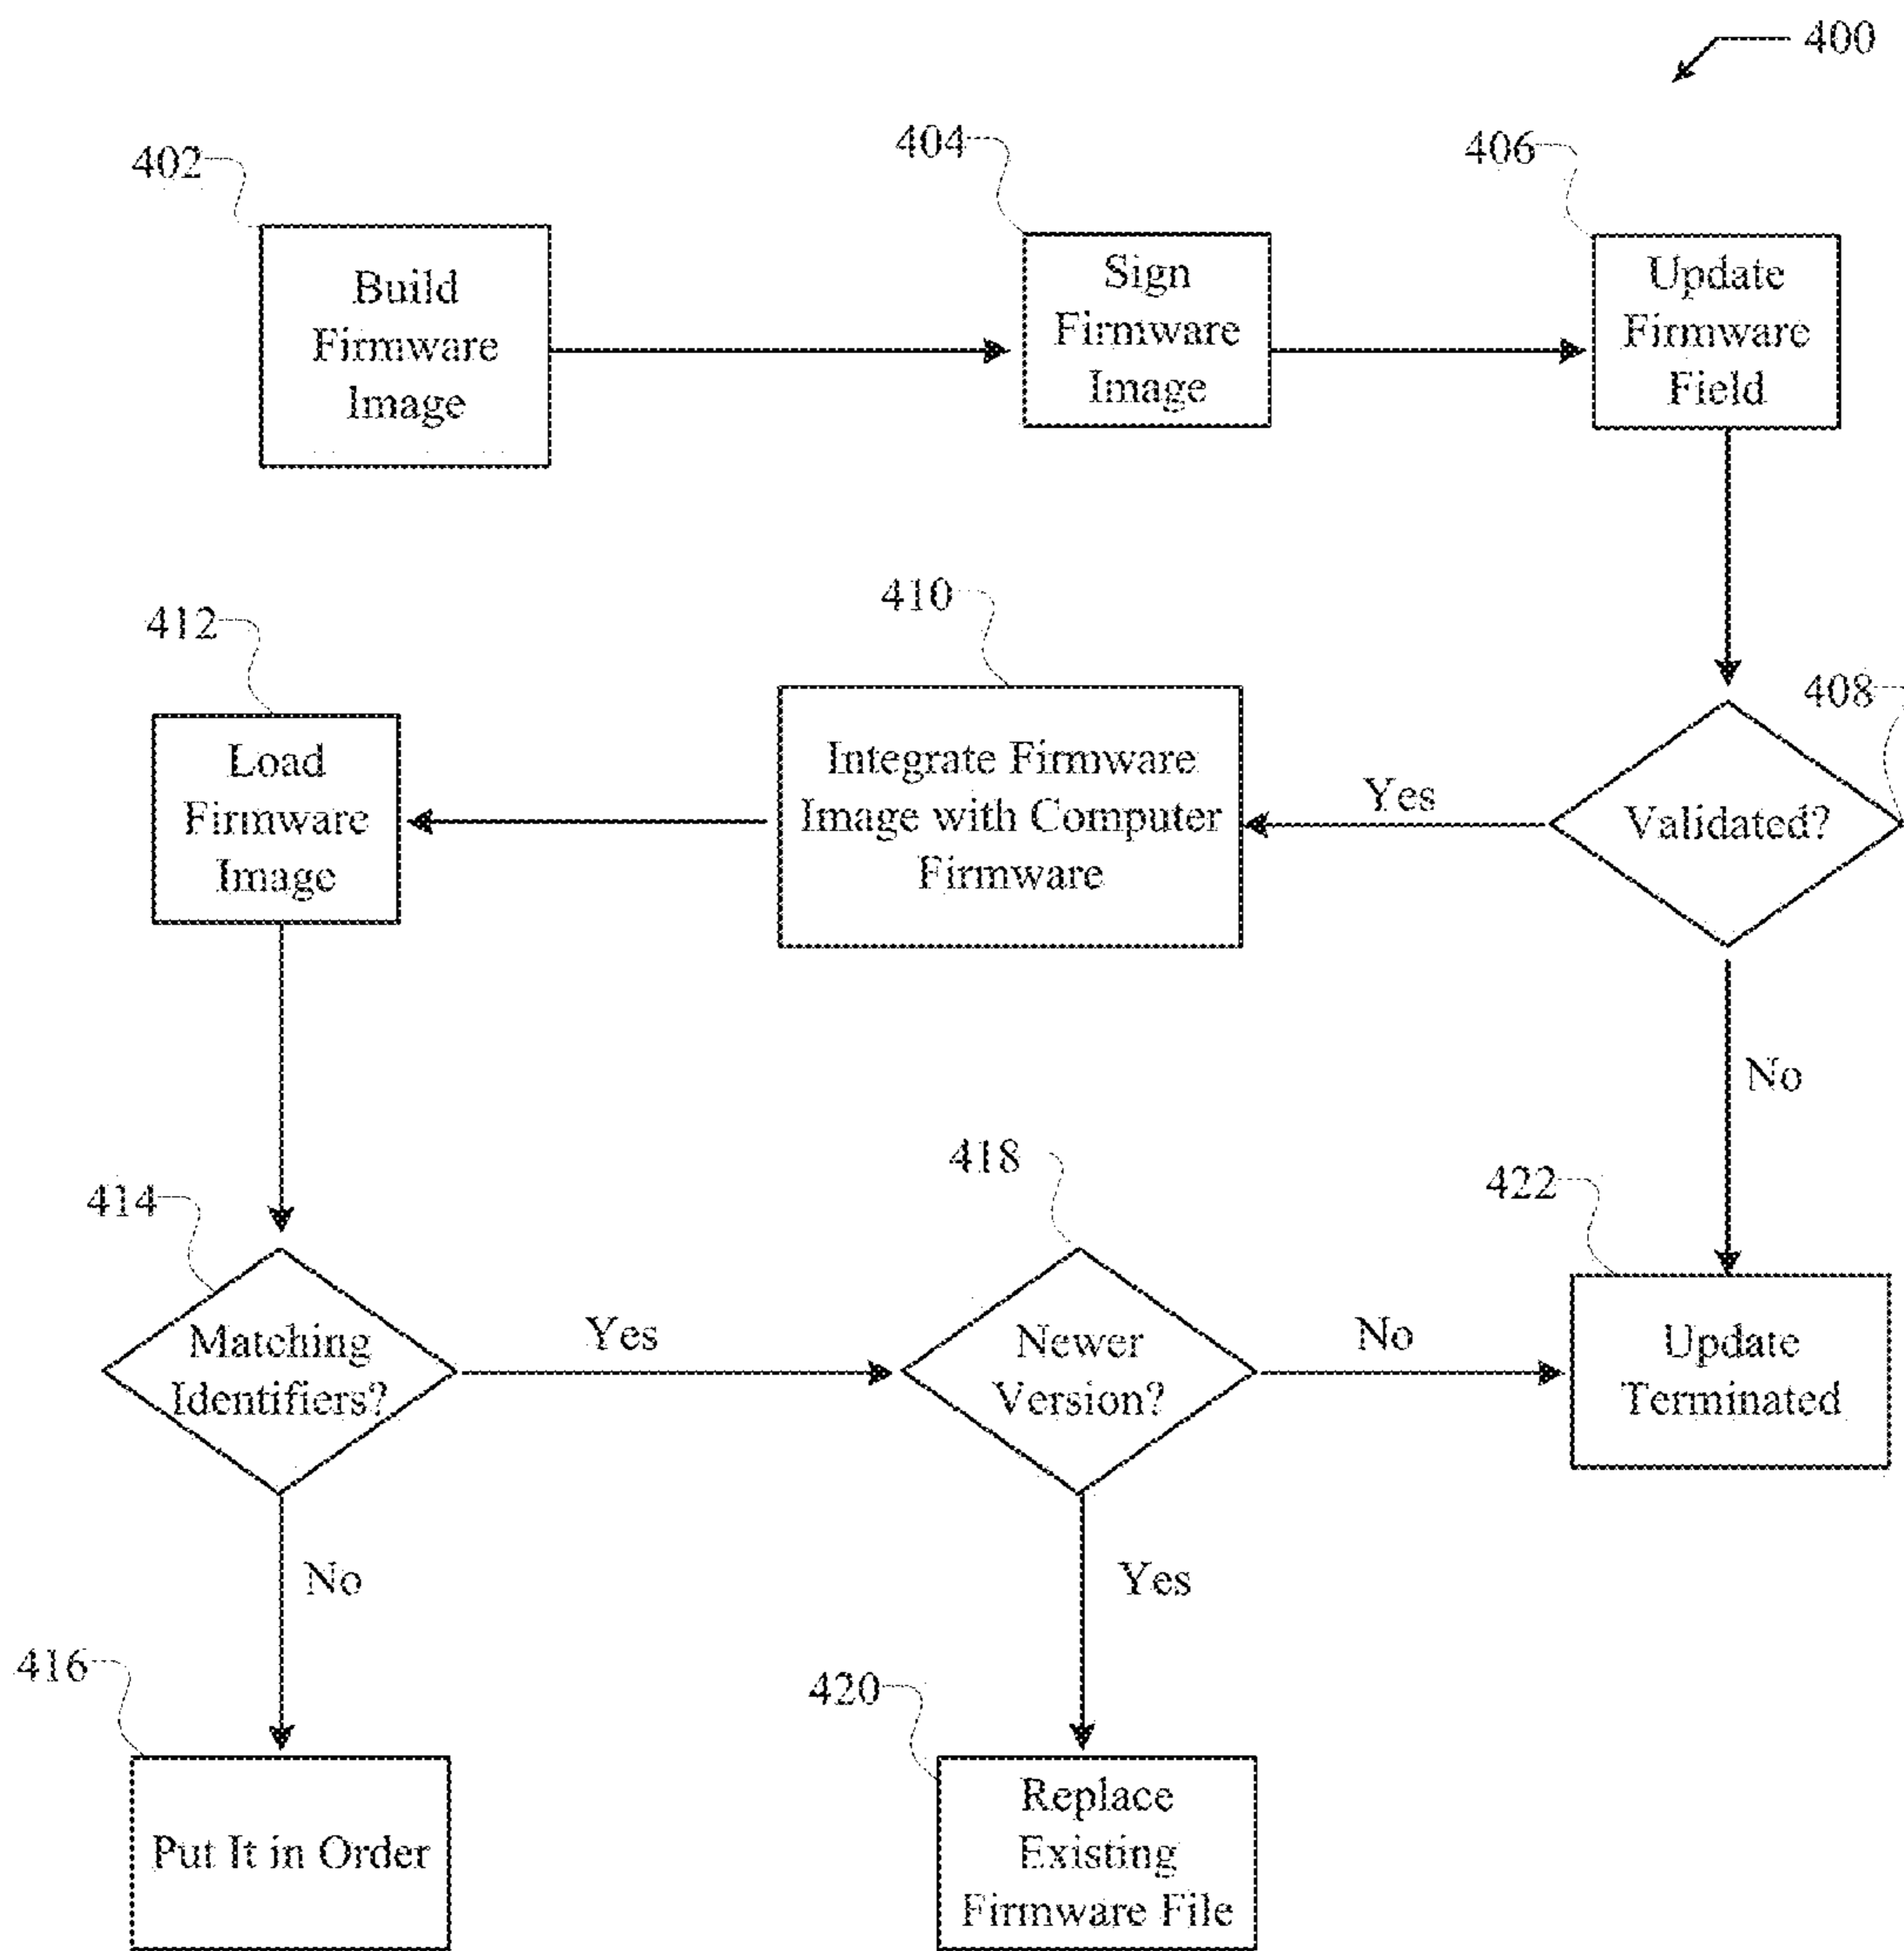 400
402
404
406
Build
Firmware
Image
Sign
Firmware
Image
Update
Firmware
Field
412
410
408
Load
Firmware
Image
Integrate Firmware
Image with Computer
Firmware
Yes
Validated?
No
414
418
422
Matching
Identifiers?
Yes
Newer
Version?
No
Update
Terminated
No
Yes
416
420
Put It in Order
Replace
Existing
Firmware File